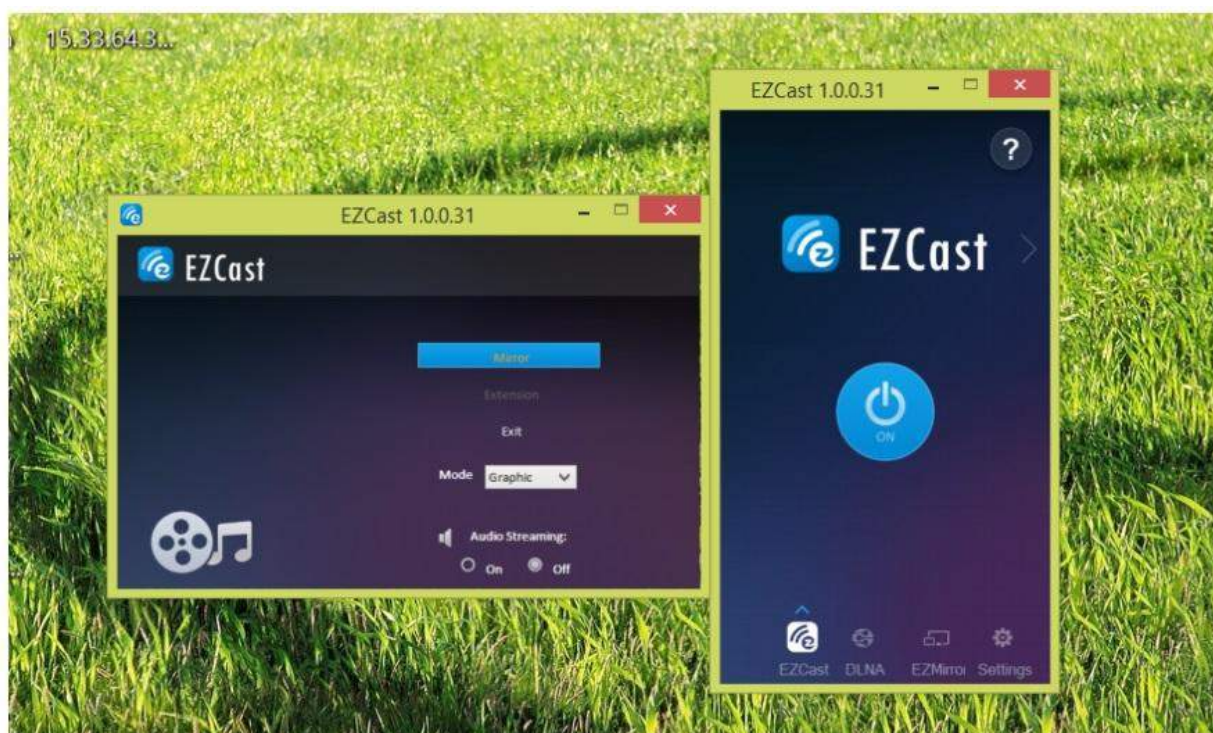 15.33.64.3...
EZCast 1.0.0.31
EZCast
Mirror
Extension
Exit
Mode Graphic
Audio Streaming:
On Off
EZCast 1.0.0.31
?
EZCast
ON
EZCast DLNA EZMirror Settings